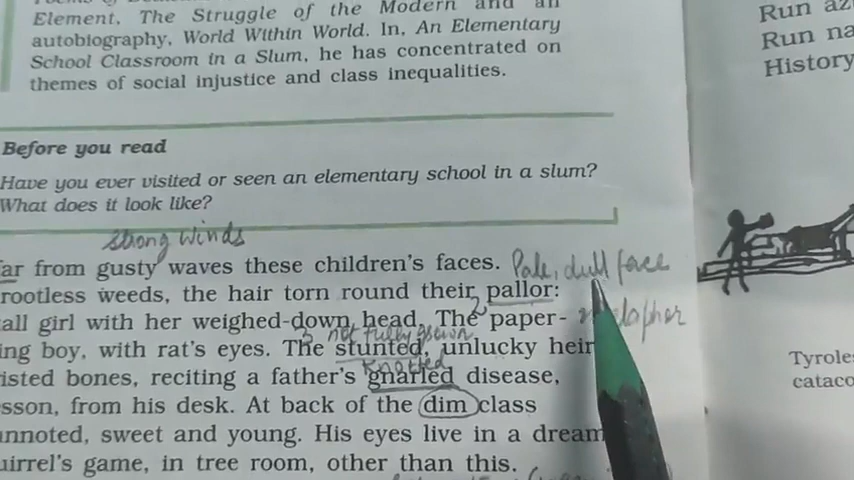 Element, The Struggle of the Modern and an
autobiography, World Within World. In, An Elementary
School Classroom in a Slum, he has concentrated on
themes of social injustice and class inequalities.
Run
Run
History
Before you read
Have you ever visited or seen an elementary school in a slum?
What does it look like?
strong winds
far from gusty waves these children's faces. Pale, dull face
rootless weeds, the hair torn round their pallor:
all girl with her weighed-down head. The paper-
not fully grown
ing boy, with rat's eyes. The stunted, unlucky heir
knotted
isted bones, reciting a father's gnarled disease,
sson, from his desk. At back of the dim class
nnoted, sweet and young. His eyes live in a dream
uirrel's game, in tree room, other than this.
Tyrole
cataco